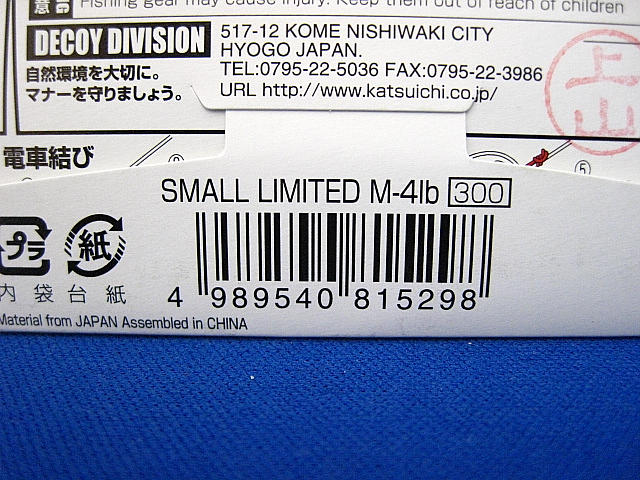 Fishing gear may cause injury. Keep them out of reach of children
DECOY DIVISION
517-12 KOME NISHIWAKI CITY
HYOGO JAPAN.
TEL:0795-22-5036 FAX:0795-22-3986
URL http://www.katsuichi.co.jp/
自然環境を大切に。
マナーを守りましょう。
電車結び
⑤
SMALL LIMITED M-4lb 300
プラ 紙
内袋 台紙
4 989540 815298
Material from JAPAN Assembled in CHINA